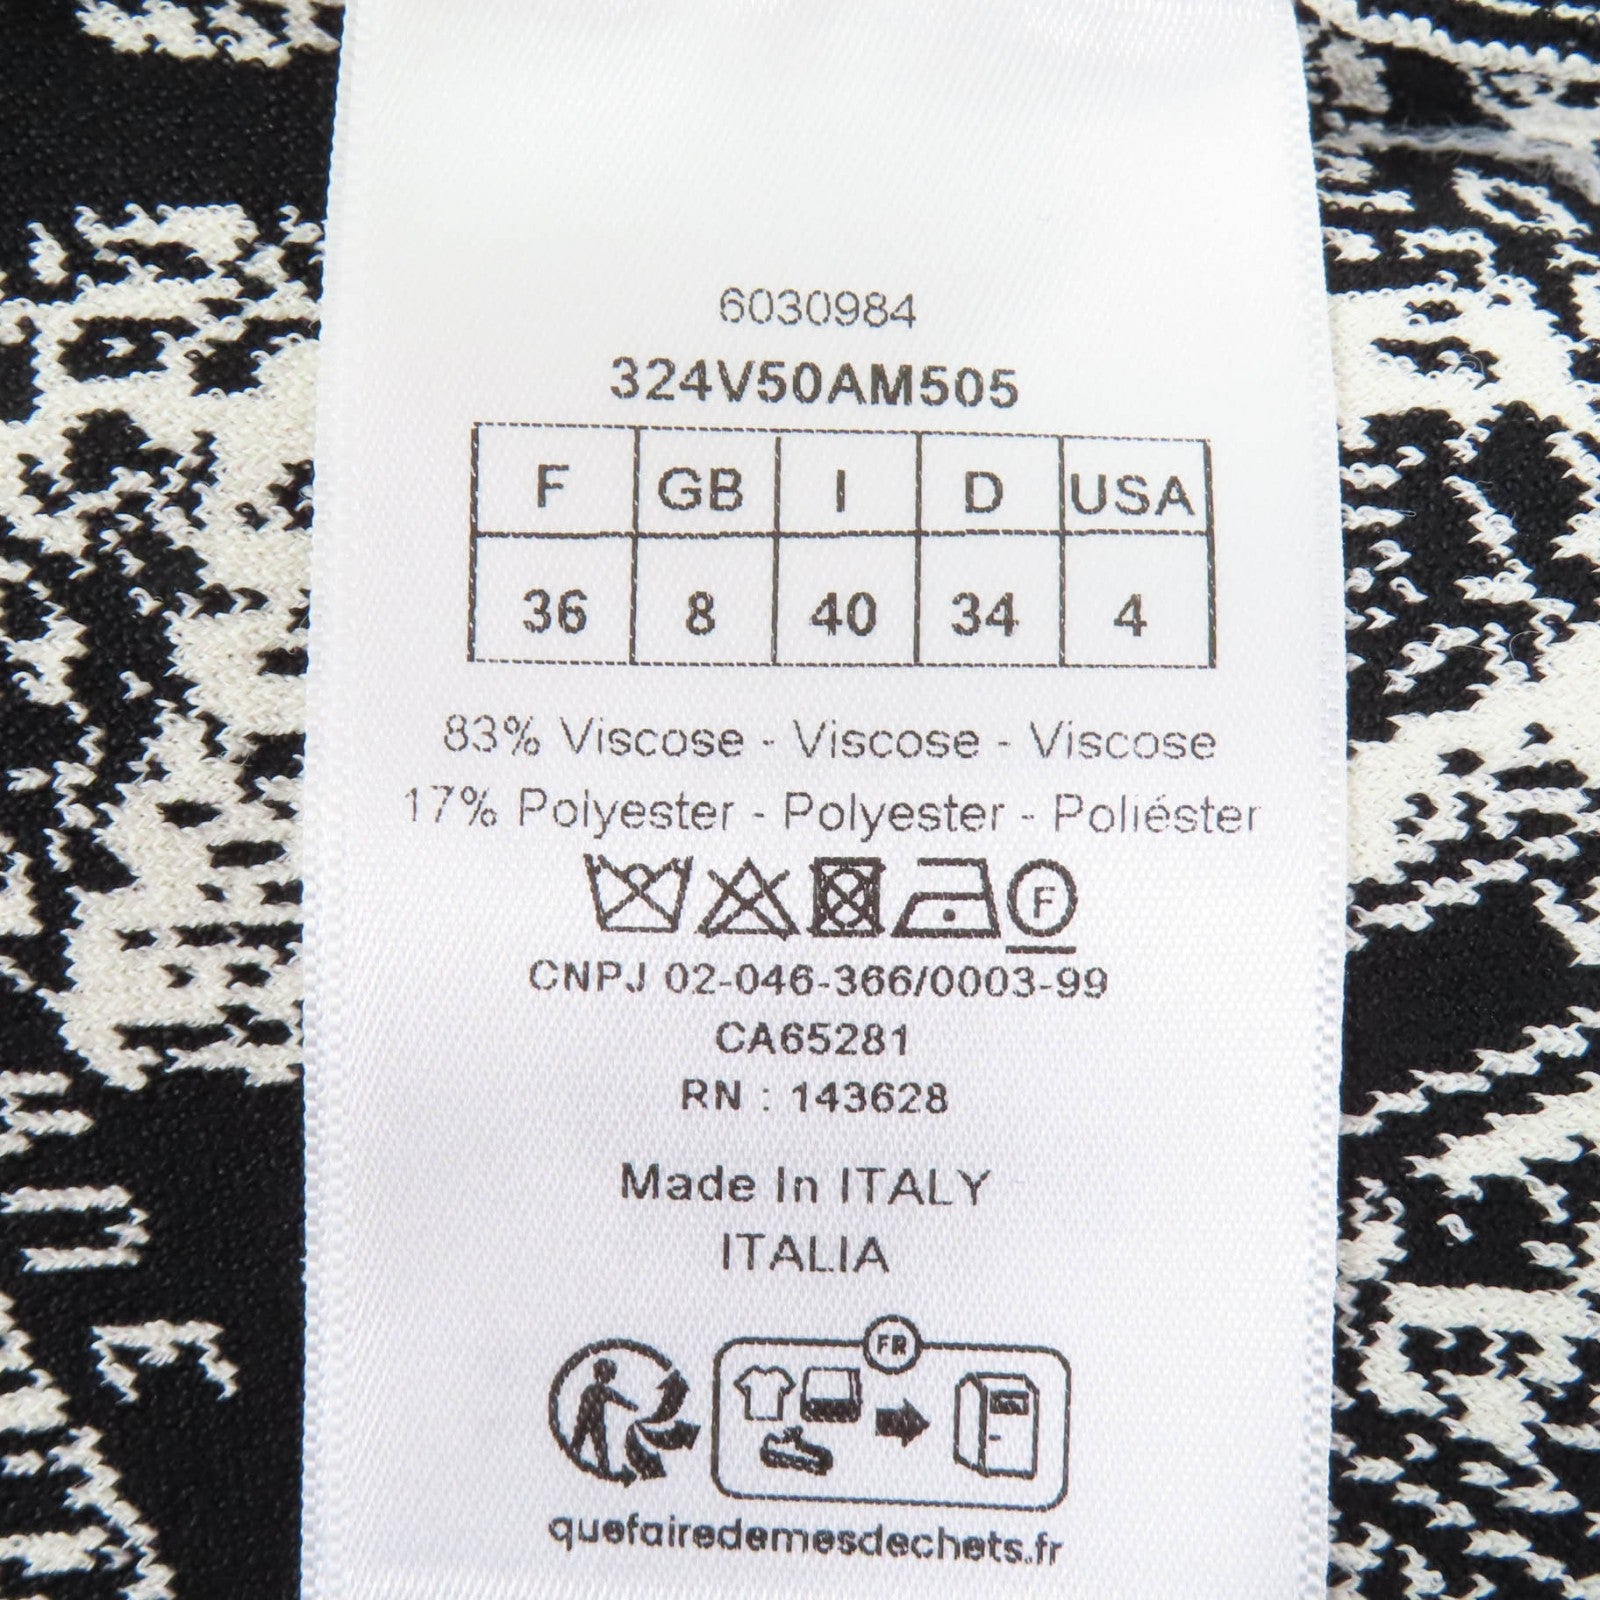 6030984
324V50AM505
F GB I D USA
36 8 40 34 4
83% Viscose - Viscose - Viscose
17% Polyester - Polyester - Poliéster
F
CNPJ 02-046-366/0003-99
CA65281
RN : 143628
Made In ITALY
ITALIA
FR
quefairedemesdechets.fr